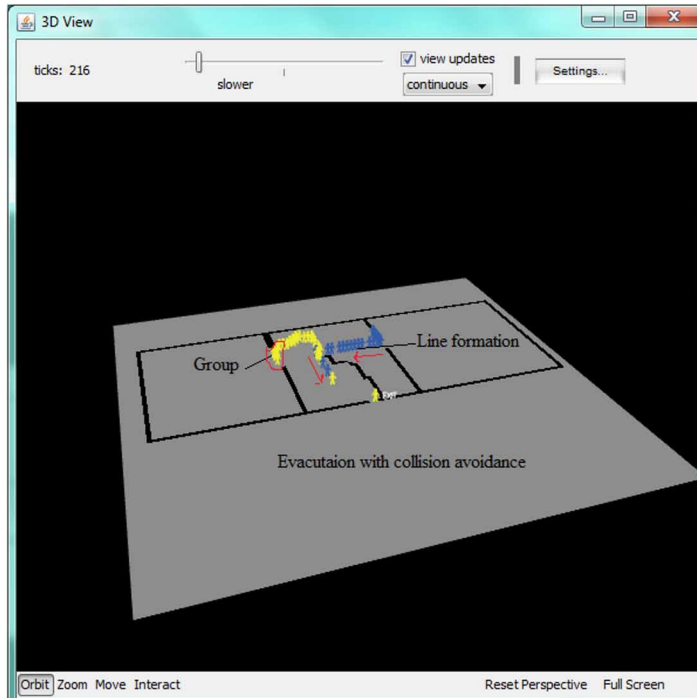 3D View
ticks: 216
slower
view updates
continuous
Settings...
Line formation
Group
Exit
Evacutaion with collision avoidance
Orbit Zoom Move Interact
Reset Perspective Full Screen